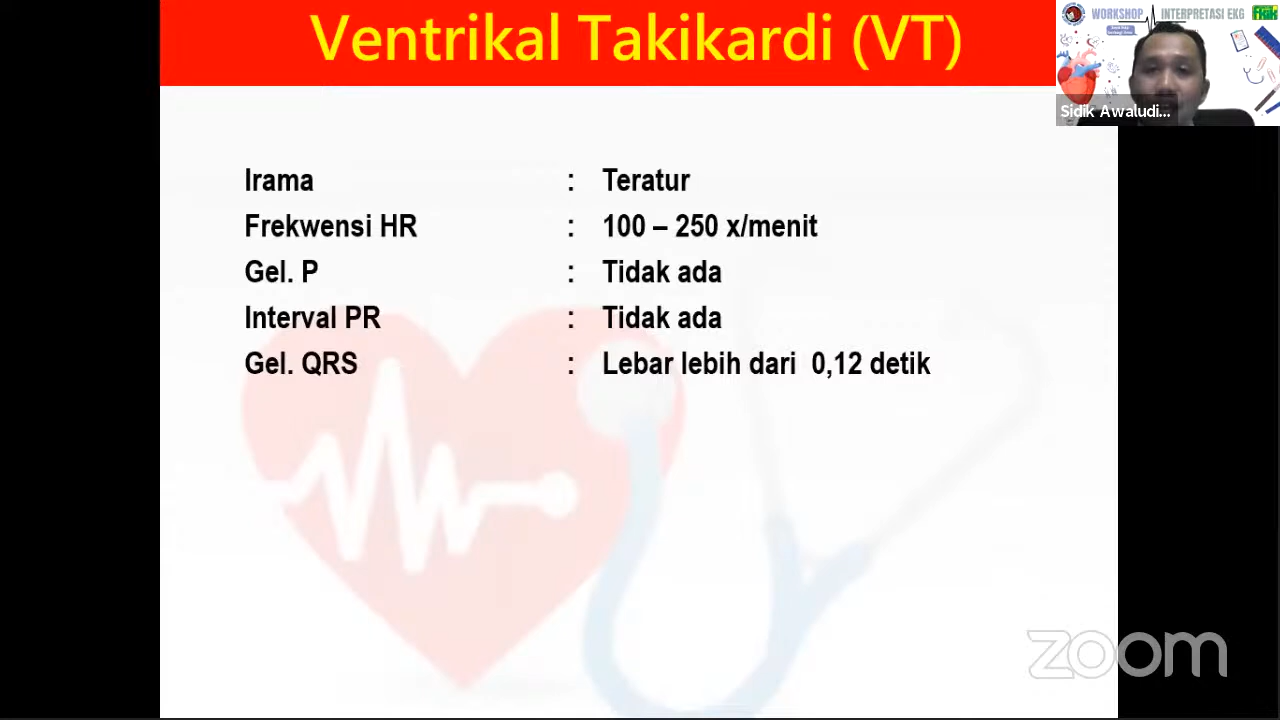 Ventrikal Takikardi (VT)
WORKSHOP INTERPRETASI EKG
Sidik Awaludi...
Irama : Teratur
Frekwensi HR : 100 – 250 x/menit
Gel. P : Tidak ada
Interval PR : Tidak ada
Gel. QRS : Lebar lebih dari 0,12 detik
zoom